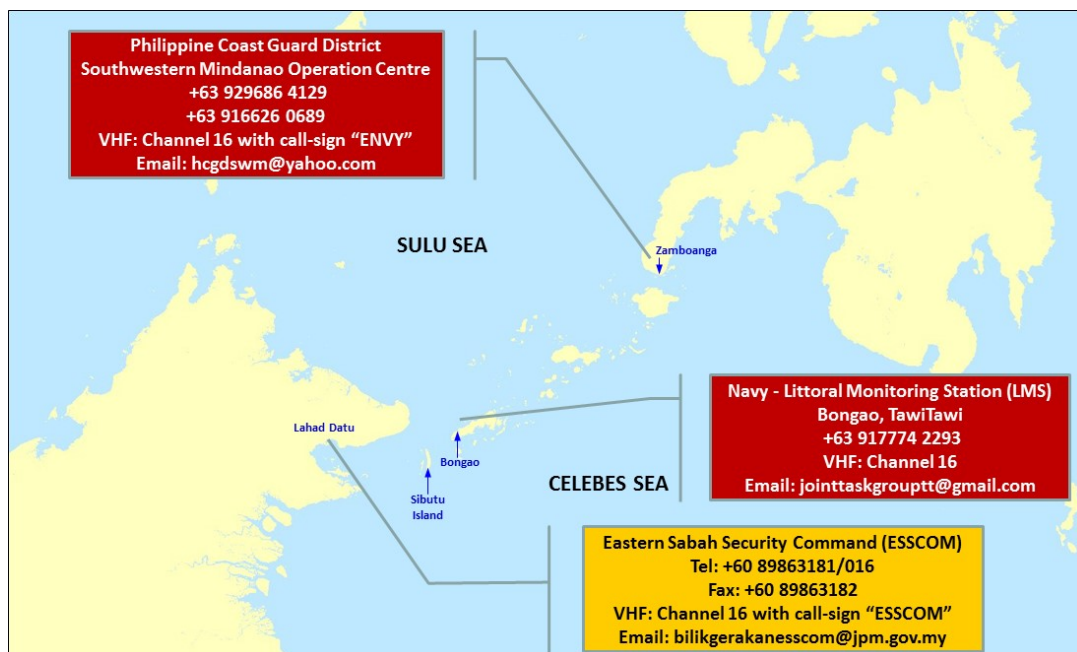 Philippine Coast Guard District
Southwestern Mindanao Operation Centre
+63 929686 4129
+63 916626 0689
VHF: Channel 16 with call-sign “ENVY”
Email: hcgdswm@yahoo.com
SULU SEA
Zamboanga
Navy - Littoral Monitoring Station (LMS)
Bongao, TawiTawi
+63 917774 2293
VHF: Channel 16
Email: jointtaskgrouptt@gmail.com
Lahad Datu
Bongao
Sibutu
Island
CELEBES SEA
Eastern Sabah Security Command (ESSCOM)
Tel: +60 89863181/016
Fax: +60 89863182
VHF: Channel 16 with call-sign “ESSCOM”
Email: bilikgerakanesscom@jpm.gov.my